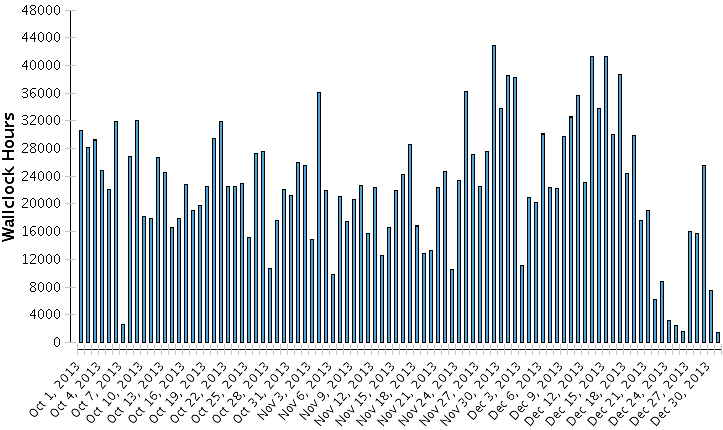 48000
44000
40000
36000
32000
28000
24000
20000
16000
12000
8000
4000
0
Wallclock Hours
Oct 1, 2013
Oct 4, 2013
Oct 7, 2013
Oct 10, 2013
Oct 13, 2013
Oct 16, 2013
Oct 19, 2013
Oct 22, 2013
Oct 25, 2013
Oct 28, 2013
Oct 31, 2013
Nov 3, 2013
Nov 6, 2013
Nov 9, 2013
Nov 12, 2013
Nov 15, 2013
Nov 18, 2013
Nov 21, 2013
Nov 24, 2013
Nov 27, 2013
Nov 30, 2013
Dec 3, 2013
Dec 6, 2013
Dec 9, 2013
Dec 12, 2013
Dec 15, 2013
Dec 18, 2013
Dec 21, 2013
Dec 24, 2013
Dec 27, 2013
Dec 30, 2013